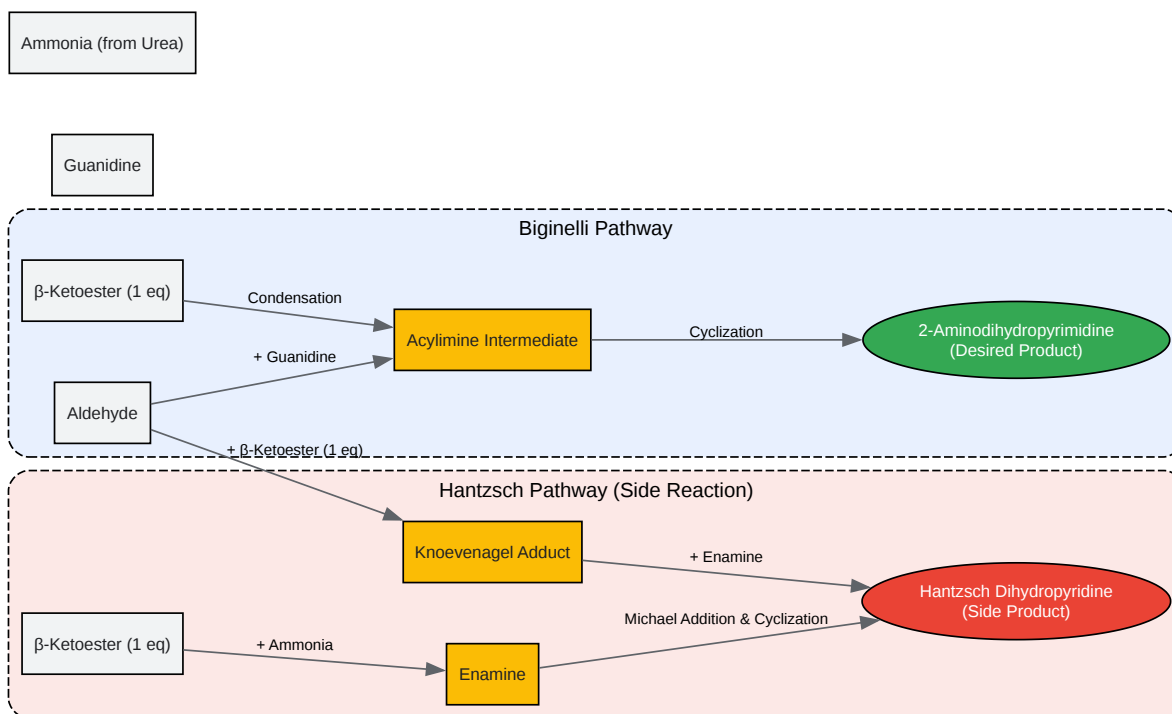 Ammonia (from Urea)
Guanidine
Biginelli Pathway
β-Ketoester (1 eq)
Condensation
Acylimine Intermediate
Cyclization
2-Aminodihydropyrimidine
(Desired Product)
+ Guanidine
Aldehyde
+ β-Ketoester (1 eq)
Hantzsch Pathway (Side Reaction)
Knoevenagel Adduct
+ Enamine
Hantzsch Dihydropyridine
(Side Product)
Michael Addition & Cyclization
β-Ketoester (1 eq)
+ Ammonia
Enamine